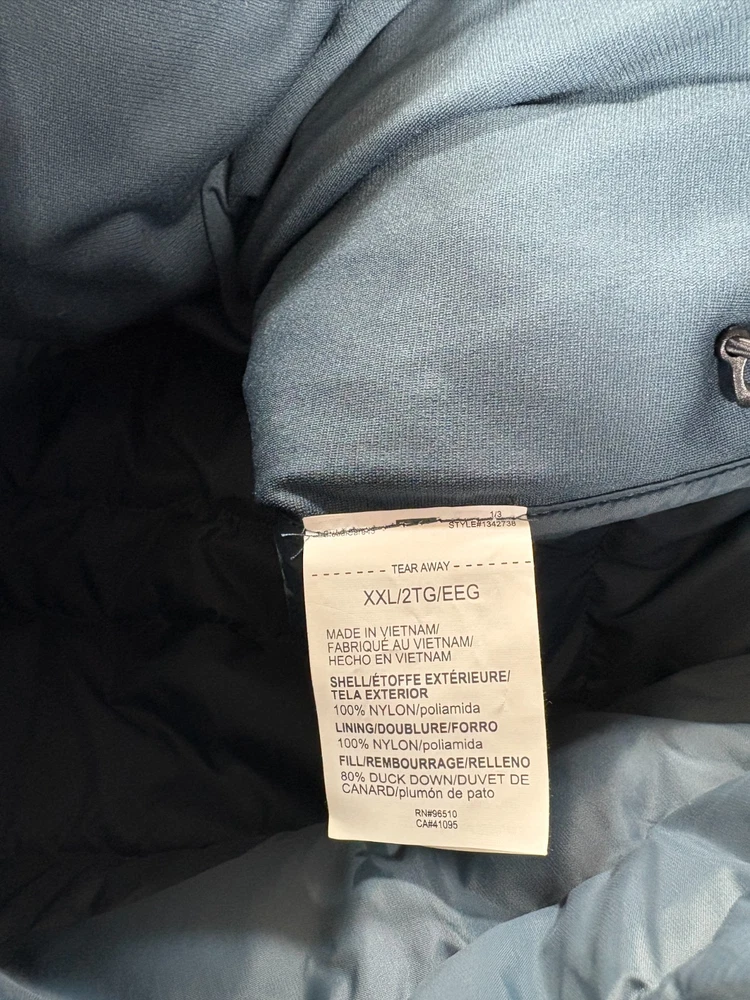 1/3
STYLE#1342738
TEAR AWAY
XXL/2TG/EEG
MADE IN VIETNAM/
FABRIQUÉ AU VIETNAM/
HECHO EN VIETNAM
SHELL/ÉTOFFE EXTÉRIEURE/
TELA EXTERIOR
100% NYLON/poliamida
LINING/DOUBLURE/FORRO
100% NYLON/poliamida
FILL/REMBOURRAGE/RELLENO
80% DUCK DOWN/DUVET DE
CANARD/plumón de pato
RN#96510
CA#41095